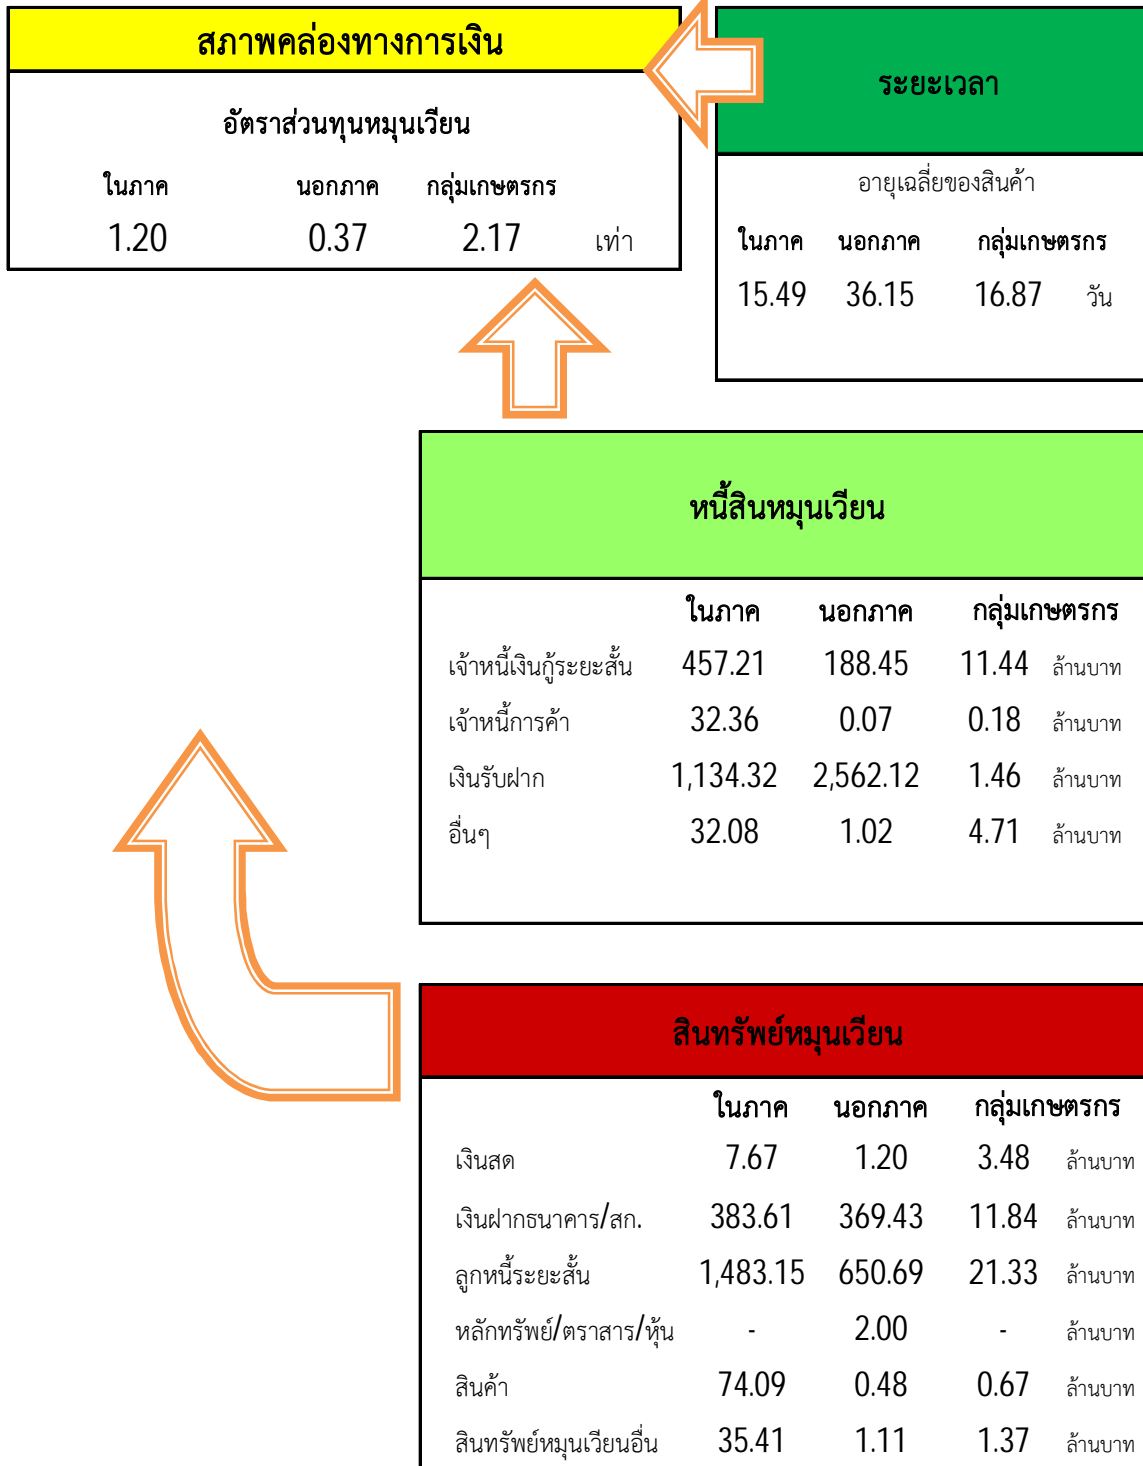 สภาพคล่องทางการเงิน
อัตราส่วนทุนหมุนเวียน
ในภาค นอกภาค กลุ่มเกษตรกร
1.20 0.37 2.17 เท่า
ระยะเวลา
อายุเฉลี่ยของสินค้า
ในภาค นอกภาค กลุ่มเกษตรกร
15.49 36.15 16.87 วัน
หนี้สินหมุนเวียน
ในภาค นอกภาค กลุ่มเกษตรกร
เจ้าหนี้เงินกู้ระยะสั้น 457.21 188.45 11.44 ล้านบาท
เจ้าหนี้การค้า 32.36 0.07 0.18 ล้านบาท
เงินรับฝาก 1,134.32 2,562.12 1.46 ล้านบาท
อื่นๆ 32.08 1.02 4.71 ล้านบาท
สินทรัพย์หมุนเวียน
ในภาค นอกภาค กลุ่มเกษตรกร
เงินสด 7.67 1.20 3.48 ล้านบาท
เงินฝากธนาคาร/สก. 383.61 369.43 11.84 ล้านบาท
ลูกหนี้ระยะสั้น 1,483.15 650.69 21.33 ล้านบาท
หลักทรัพย์/ตราสาร/หุ้น - 2.00 - ล้านบาท
สินค้า 74.09 0.48 0.67 ล้านบาท
สินทรัพย์หมุนเวียนอื่น 35.41 1.11 1.37 ล้านบาท